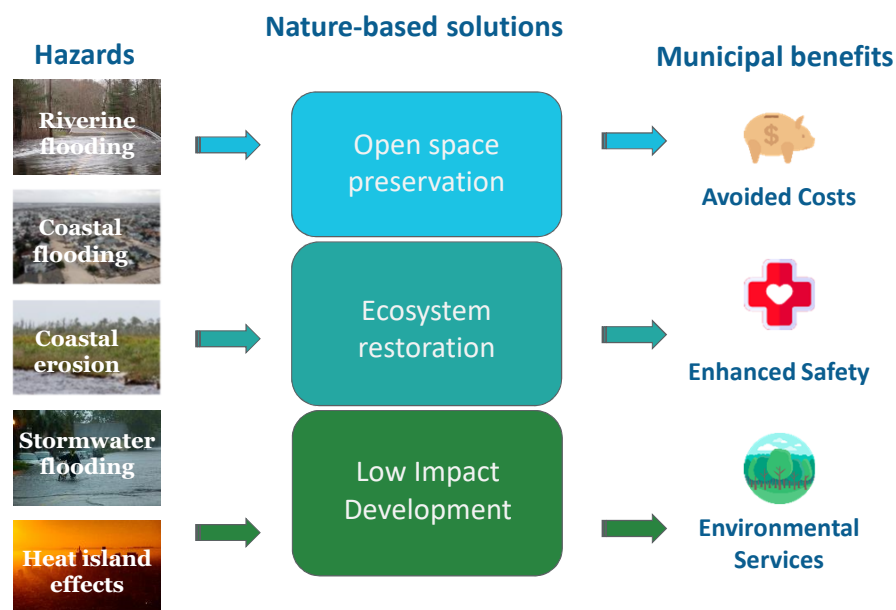 Nature-based solutions
Hazards
Municipal benefits
Riverine
flooding
Coastal
flooding
Coastal
erosion
Stormwater
flooding
Heat island
effects
Open space
preservation
Ecosystem
restoration
Low Impact
Development
$
Avoided Costs
Enhanced Safety
Environmental
Services